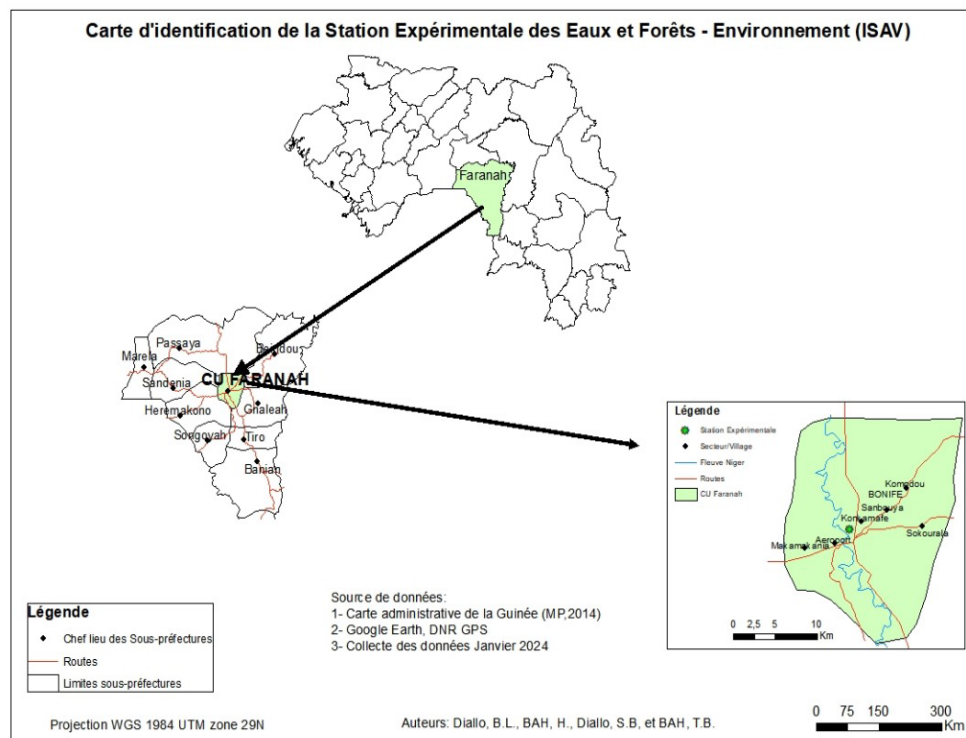 Carte d'identification de la Station Expérimentale des Eaux et Forêts - Environnement (ISAV)
Faranah
Passaya
Marela
Sandenia
CU FARANAH
Heremakono
Ghaleah
Songoyah
Tiro
Banian
Légende
Station Expérimentale
Secteur/Village
Fleuve Niger
Routes
CU Faranah
Komodou
BONIFE
Sanbouya
Konkamafe
Sokourala
Aeroport
Makamakania
0 2,5 5 10
Km
Légende
Chef lieu des Sous-préfectures
Routes
Limites sous-préfectures
Source de données:
1- Carte administrative de la Guinée (MP,2014)
2- Google Earth, DNR GPS
3- Collecte des données Janvier 2024
Projection WGS 1984 UTM zone 29N
Auteurs: Diallo, B.L., BAH, H., Diallo, S.B, et BAH, T.B.
0 75 150 300
Km